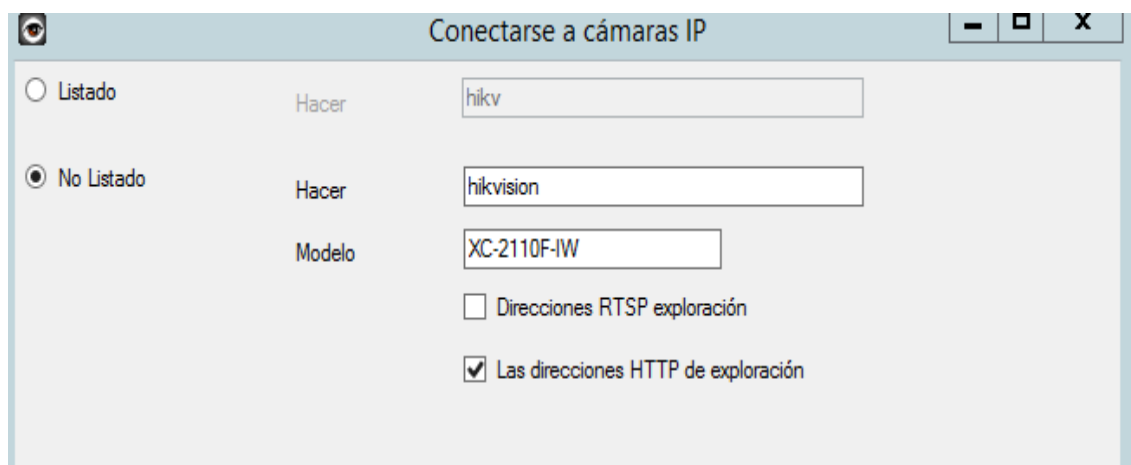 Conectarse a cámaras IP
Listado
Hacer
hikv
No Listado
Hacer
hikvision
Modelo
XC-2110F-IW
Direcciones RTSP exploración
Las direcciones HTTP de exploración